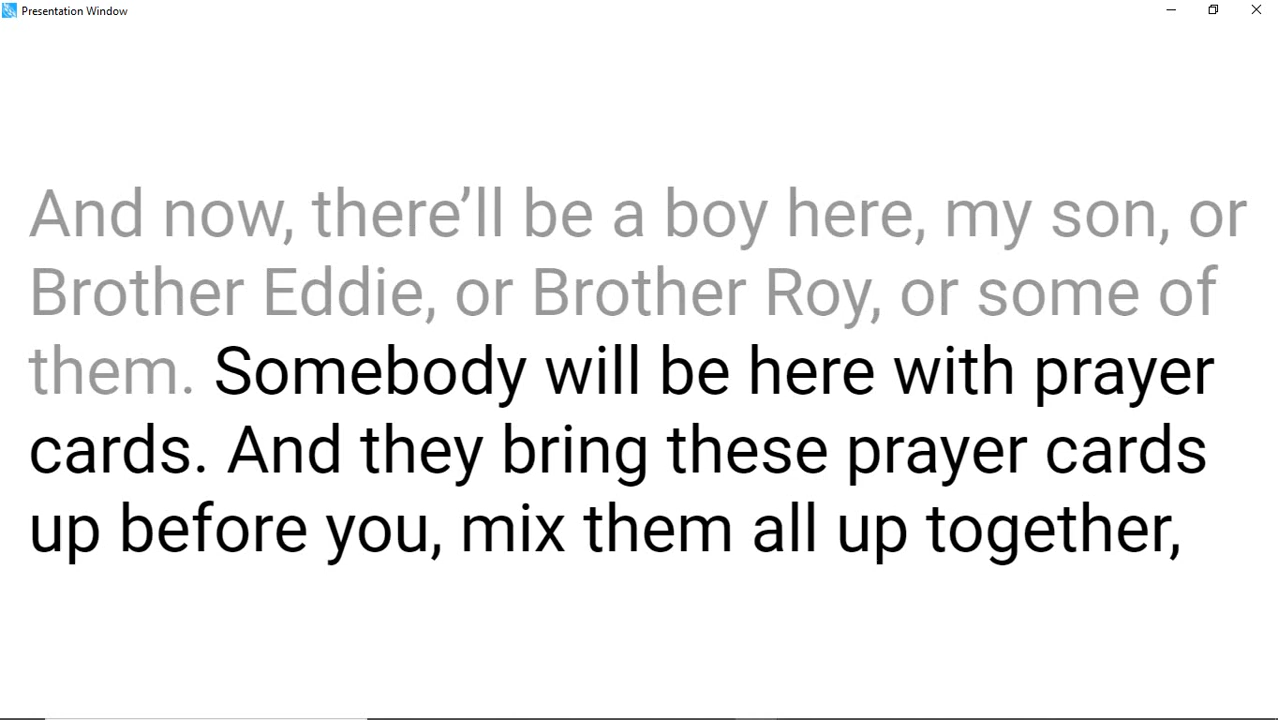 Presentation Window
And now, there’ll be a boy here, my son, or
Brother Eddie, or Brother Roy, or some of
them. Somebody will be here with prayer
cards. And they bring these prayer cards
up before you, mix them all up together,